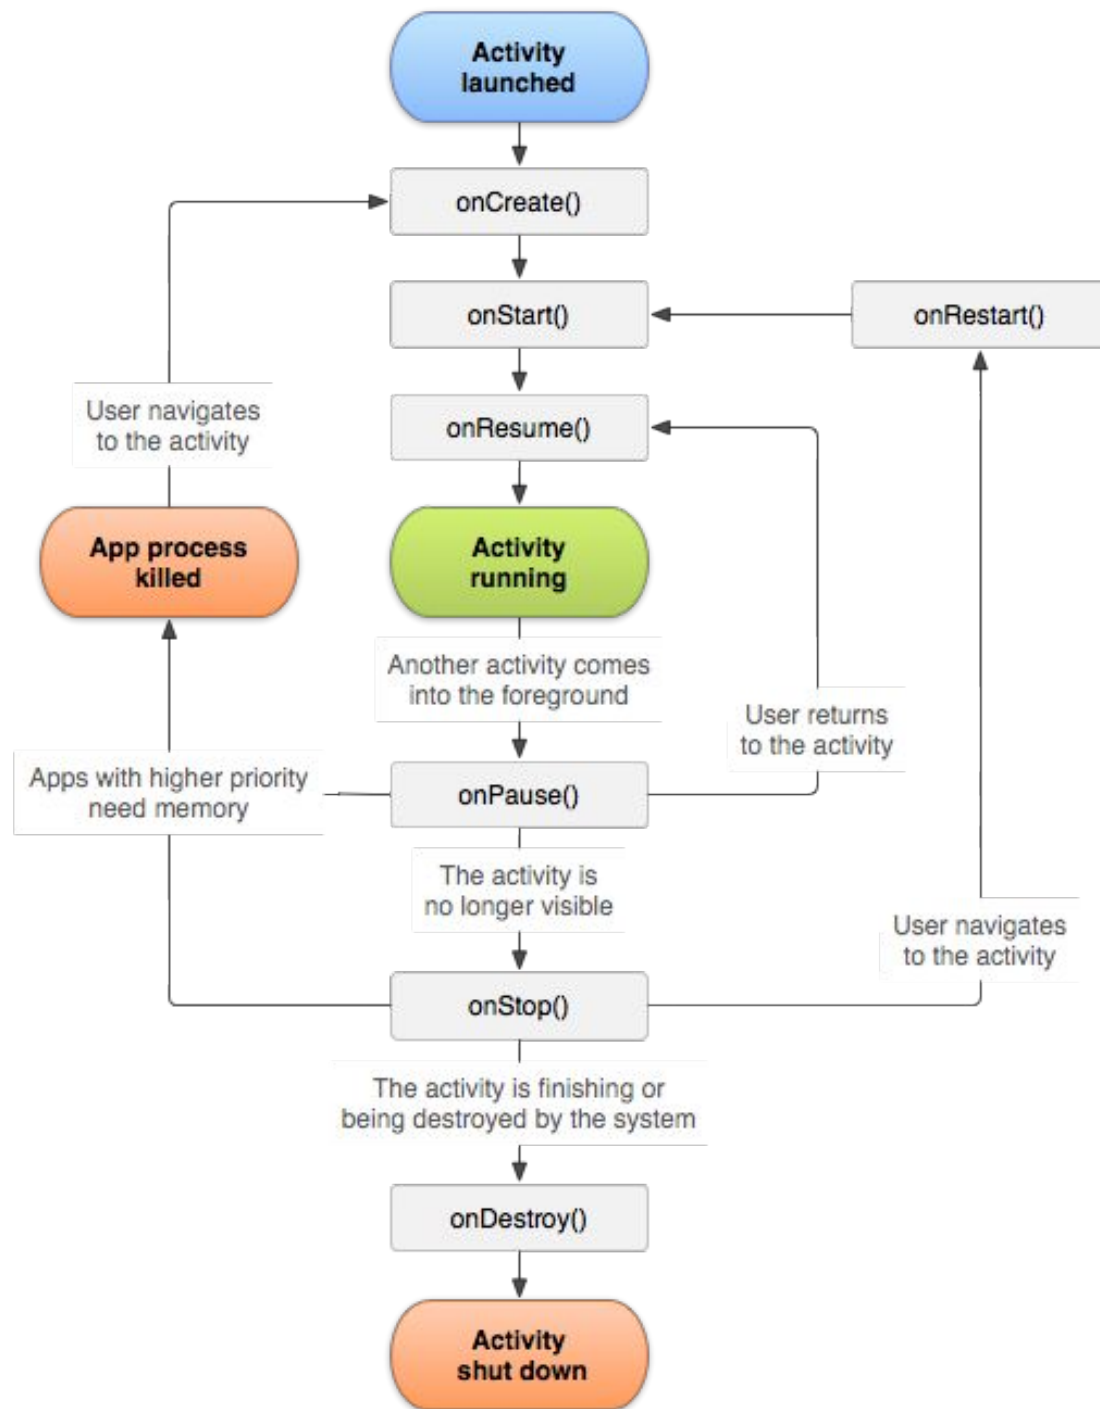 Activity
launched
onCreate()
onStart()
onRestart()
onResume()
User navigates
to the activity
App process
killed
Activity
running
Another activity comes
into the foreground
User returns
to the activity
Apps with higher priority
need memory
onPause()
The activity is
no longer visible
User navigates
to the activity
onStop()
The activity is finishing or
being destroyed by the system
onDestroy()
Activity
shut down